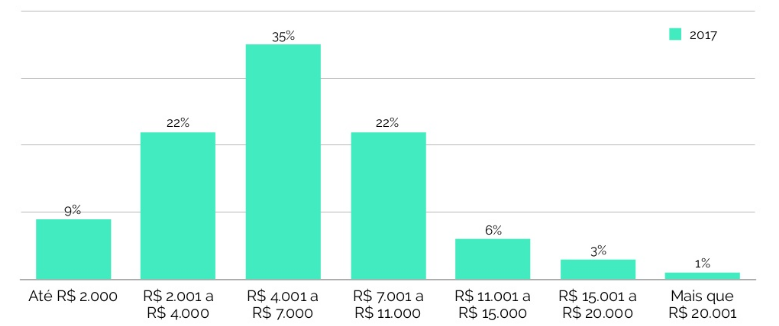 35%
2017
22%
22%
9%
6%
3%
1%
Até R$ 2.000
R$ 2.001 a
R$ 4.000
R$ 4.001 a
R$ 7.000
R$ 7.001 a
R$ 11.000
R$ 11.001 a
R$ 15.000
R$ 15.001 a
R$ 20.000
Mais que
R$ 20.001